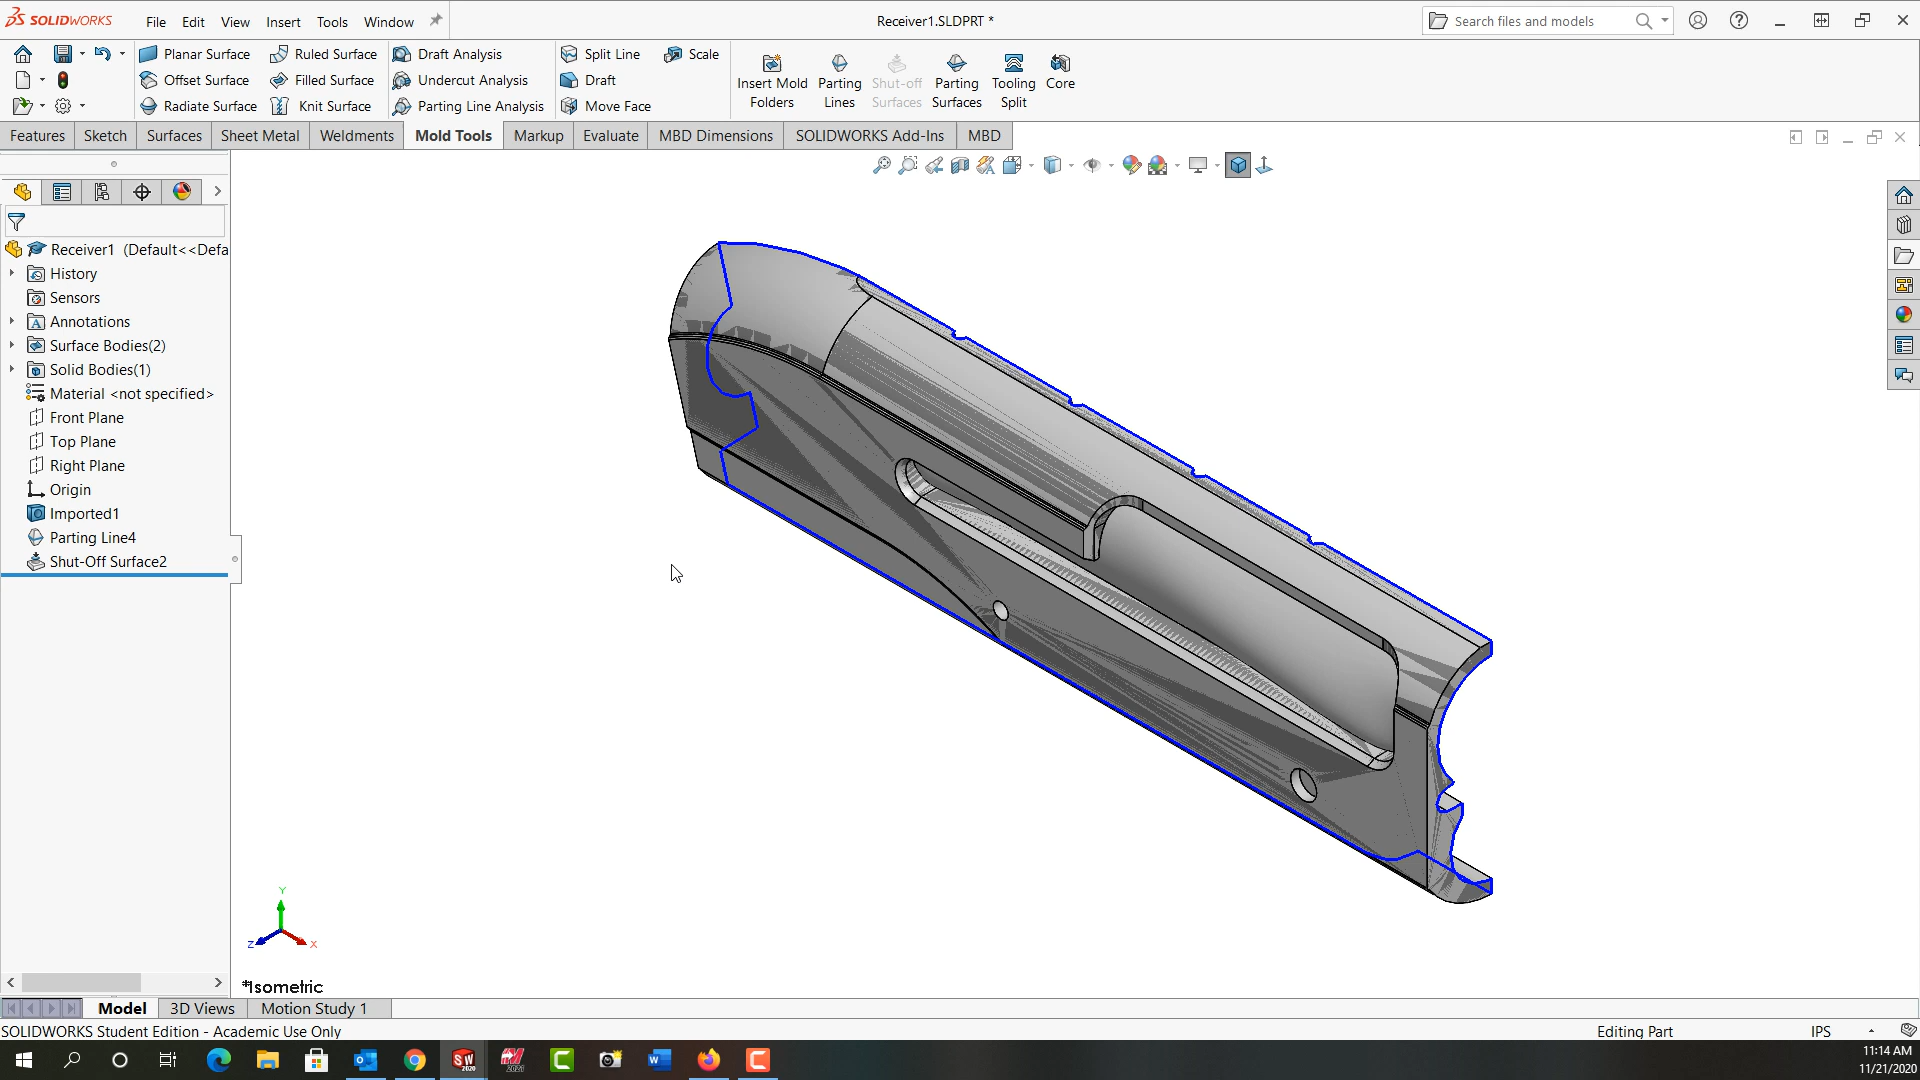 SOLIDWORKS File Edit View Insert Tools Window Receiver1.SLDPRT * Search files and models
Planar Surface Ruled Surface Draft Analysis Split Line Scale
Offset Surface Filled Surface Undercut Analysis Draft
Radiate Surface Knit Surface Parting Line Analysis Move Face
Insert Mold Folders Parting Lines Shut-off Surfaces Parting Surfaces Tooling Split Core
Features Sketch Surfaces Sheet Metal Weldments Mold Tools Markup Evaluate MBD Dimensions SOLIDWORKS Add-Ins MBD
Receiver1 (Default<<Defa
History
Sensors
Annotations
Surface Bodies(2)
Solid Bodies(1)
Material <not specified>
Front Plane
Top Plane
Right Plane
Origin
Imported1
Parting Line4
Shut-Off Surface2
Y
Z X
*Isometric
Model 3D Views Motion Study 1
SOLIDWORKS Student Edition - Academic Use Only Editing Part IPS
11:14 AM
11/21/2020